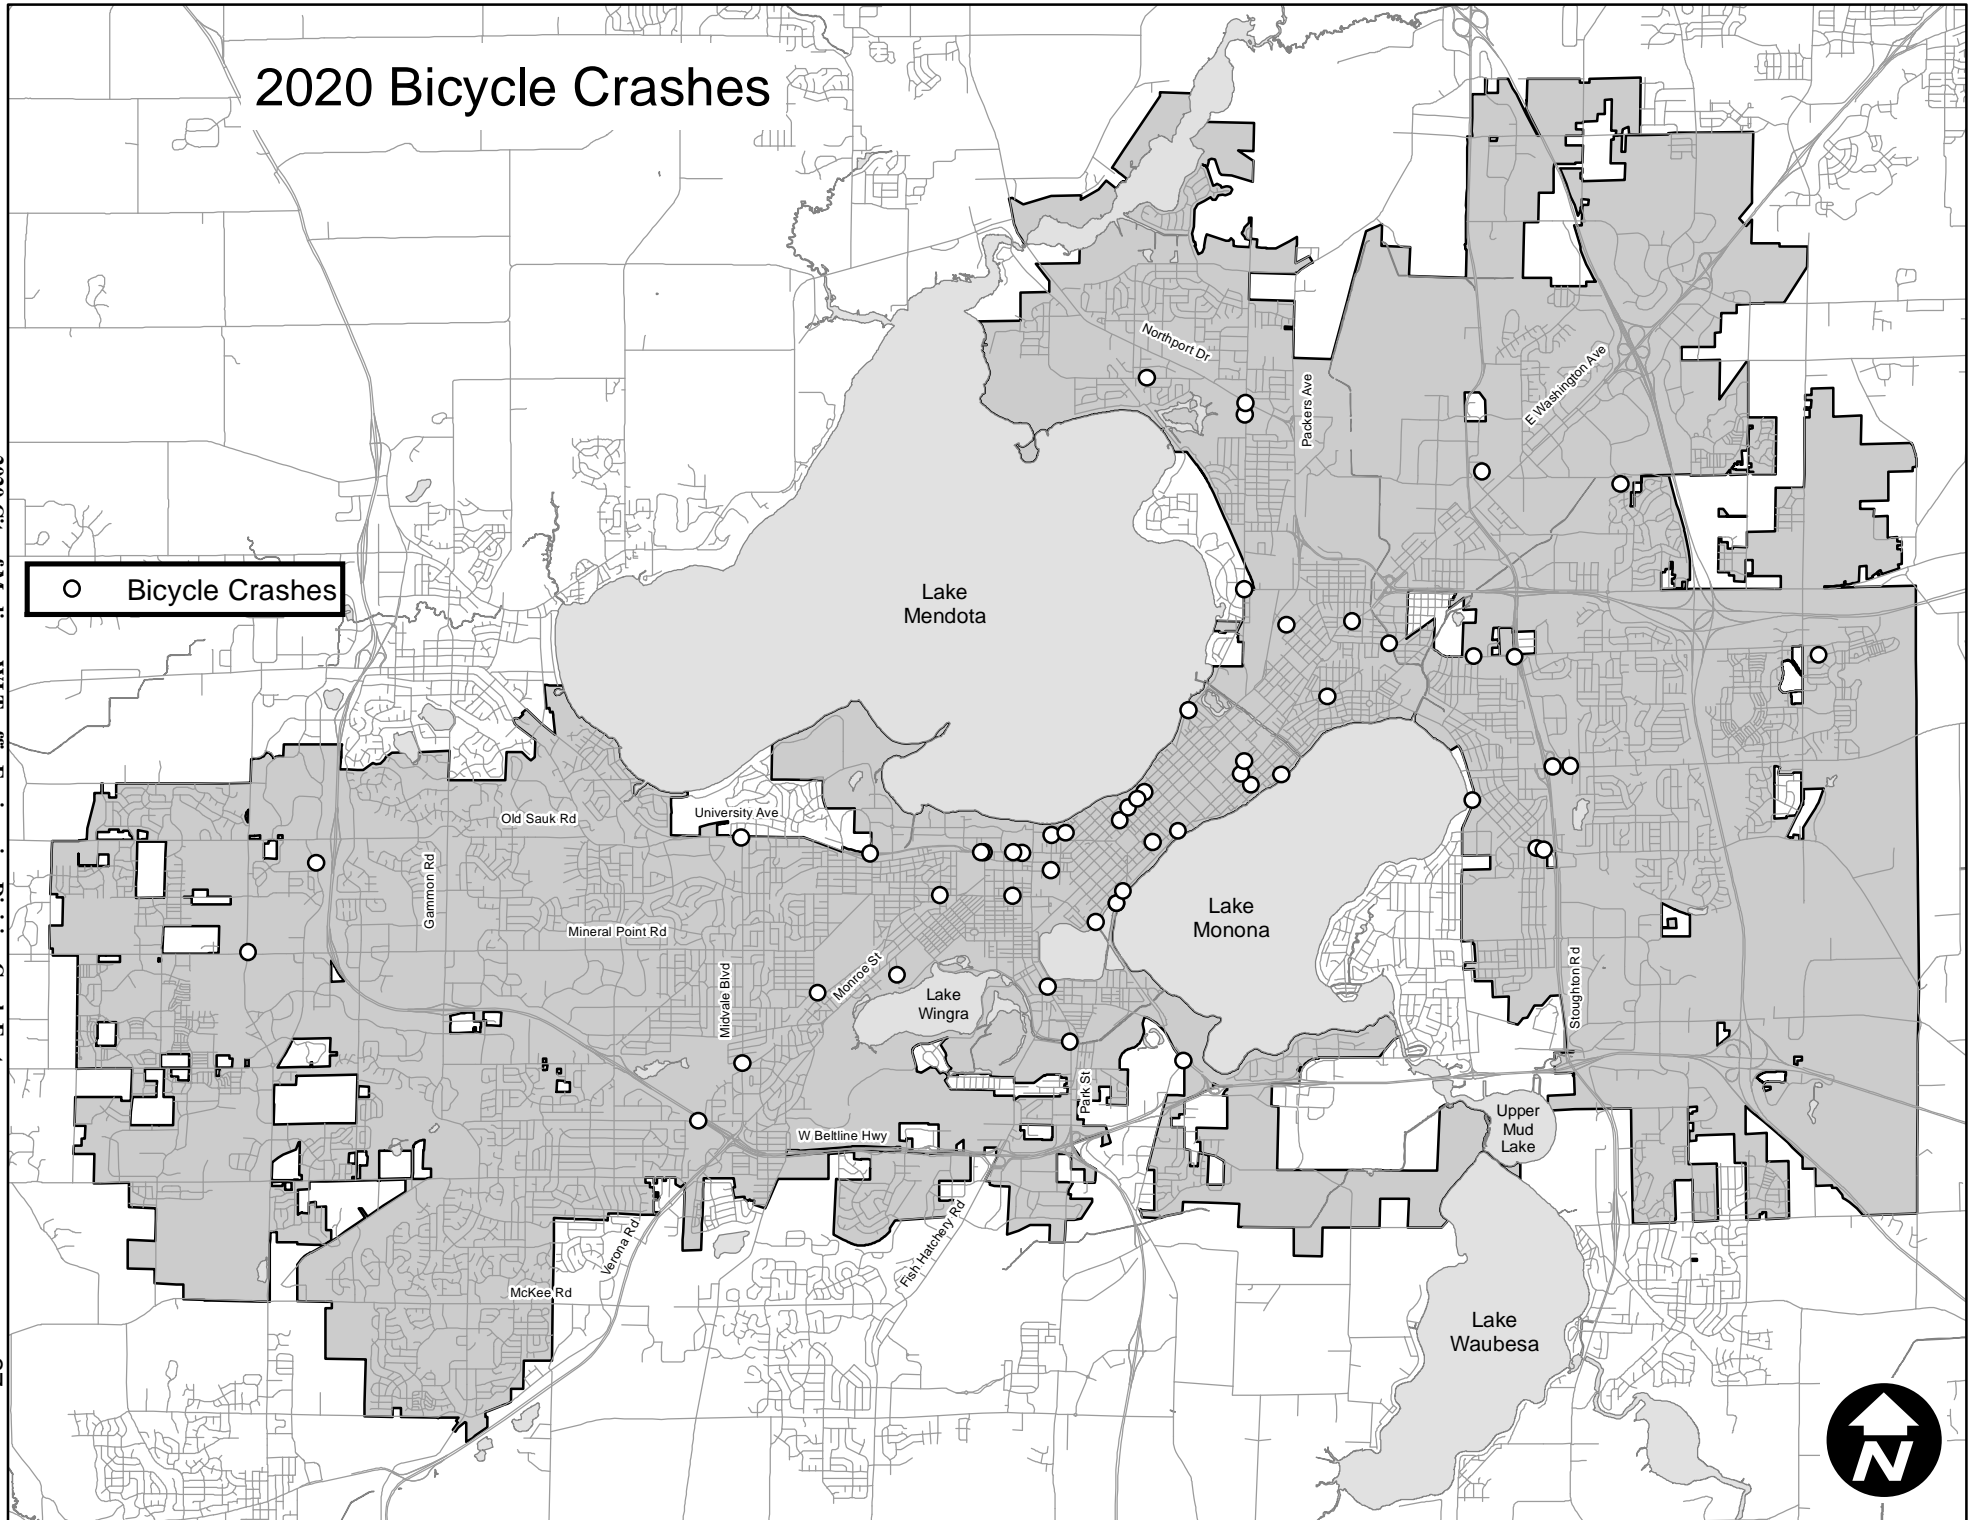 2020 Bicycle Crashes
Northport Dr
Packers Ave
E Washington Ave
Bicycle Crashes
Lake
Mendota
University Ave
Old Sauk Rd
Gammon Rd
Mineral Point Rd
Lake
Monona
Midvale Blvd
Monroe St
Lake
Wingra
Stoughton Rd
Park St
W Beltline Hwy
Upper
Mud
Lake
Verona Rd
Fish Hatchery Rd
McKee Rd
Lake
Waubesa
N